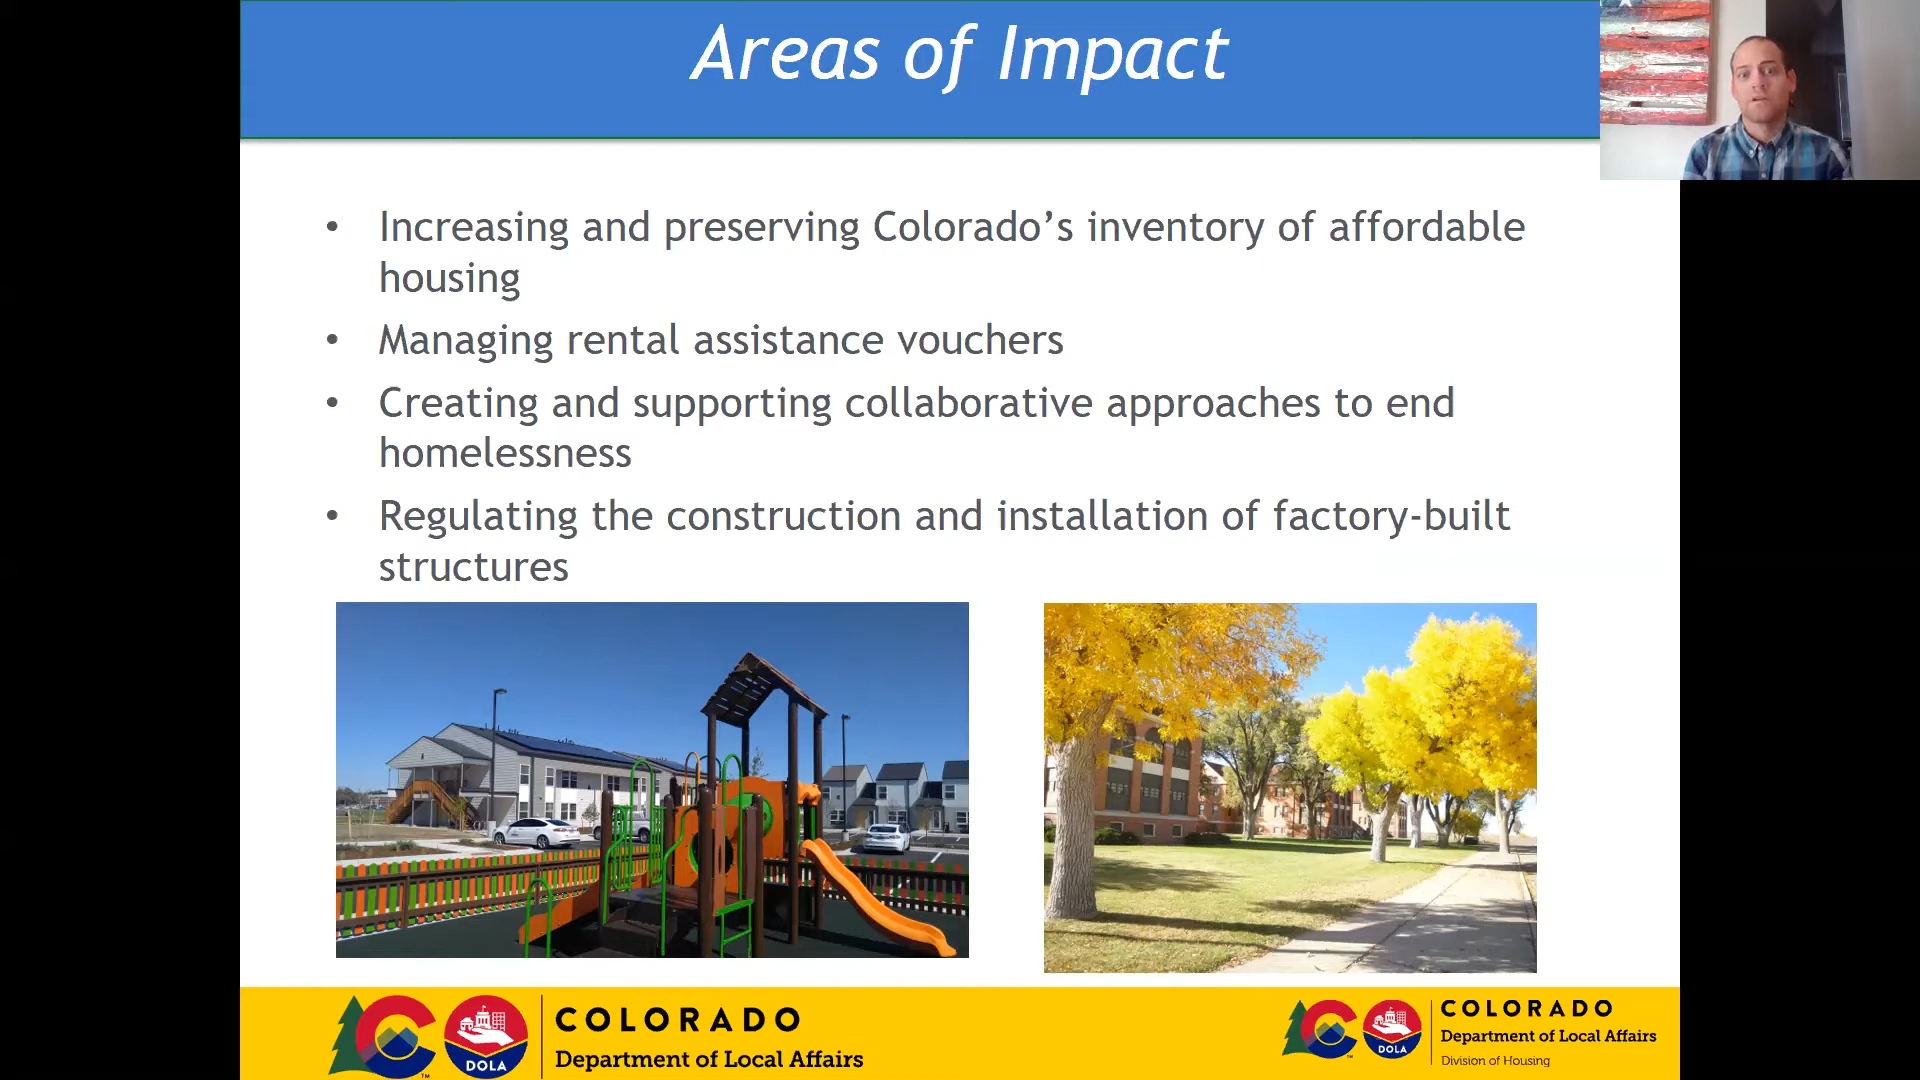 Areas of Impact
• Increasing and preserving Colorado’s inventory of affordable
housing
• Managing rental assistance vouchers
• Creating and supporting collaborative approaches to end
homelessness
• Regulating the construction and installation of factory-built
structures
DOLA
TM
COLORADO
Department of Local Affairs
DOLA
COLORADO
Department of Local Affairs
Division of Housing